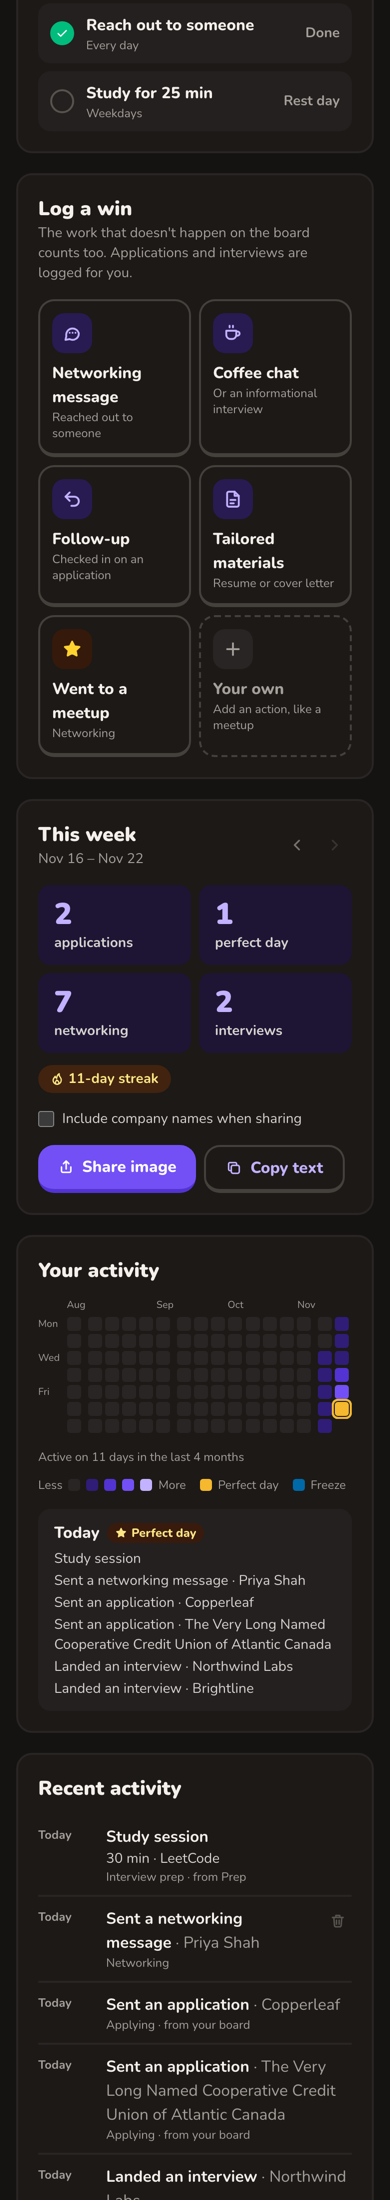 Reach out to someone
Every day
Done
Study for 25 min
Weekdays
Rest day
Log a win
The work that doesn't happen on the board
counts too. Applications and interviews are
logged for you.
Networking
message
Reached out to
someone
Coffee chat
Or an informational
interview
Follow-up
Checked in on an
application
Tailored
materials
Resume or cover letter
Went to a
meetup
Networking
Your own
Add an action, like a
meetup
This week
Nov 16 – Nov 22
2
applications
1
perfect day
7
networking
2
interviews
11-day streak
Include company names when sharing
Share image
Copy text
Your activity
Aug Sep Oct Nov
Mon
Wed
Fri
Active on 11 days in the last 4 months
Less More Perfect day Freeze
Today Perfect day
Study session
Sent a networking message · Priya Shah
Sent an application · Copperleaf
Sent an application · The Very Long Named
Cooperative Credit Union of Atlantic Canada
Landed an interview · Northwind Labs
Landed an interview · Brightline
Recent activity
Today
Study session
30 min · LeetCode
Interview prep · from Prep
Today
Sent a networking
message · Priya Shah
Networking
Today
Sent an application · Copperleaf
Applying · from your board
Today
Sent an application · The Very
Long Named Cooperative Credit
Union of Atlantic Canada
Applying · from your board
Today
Landed an interview · Northwind
Labs